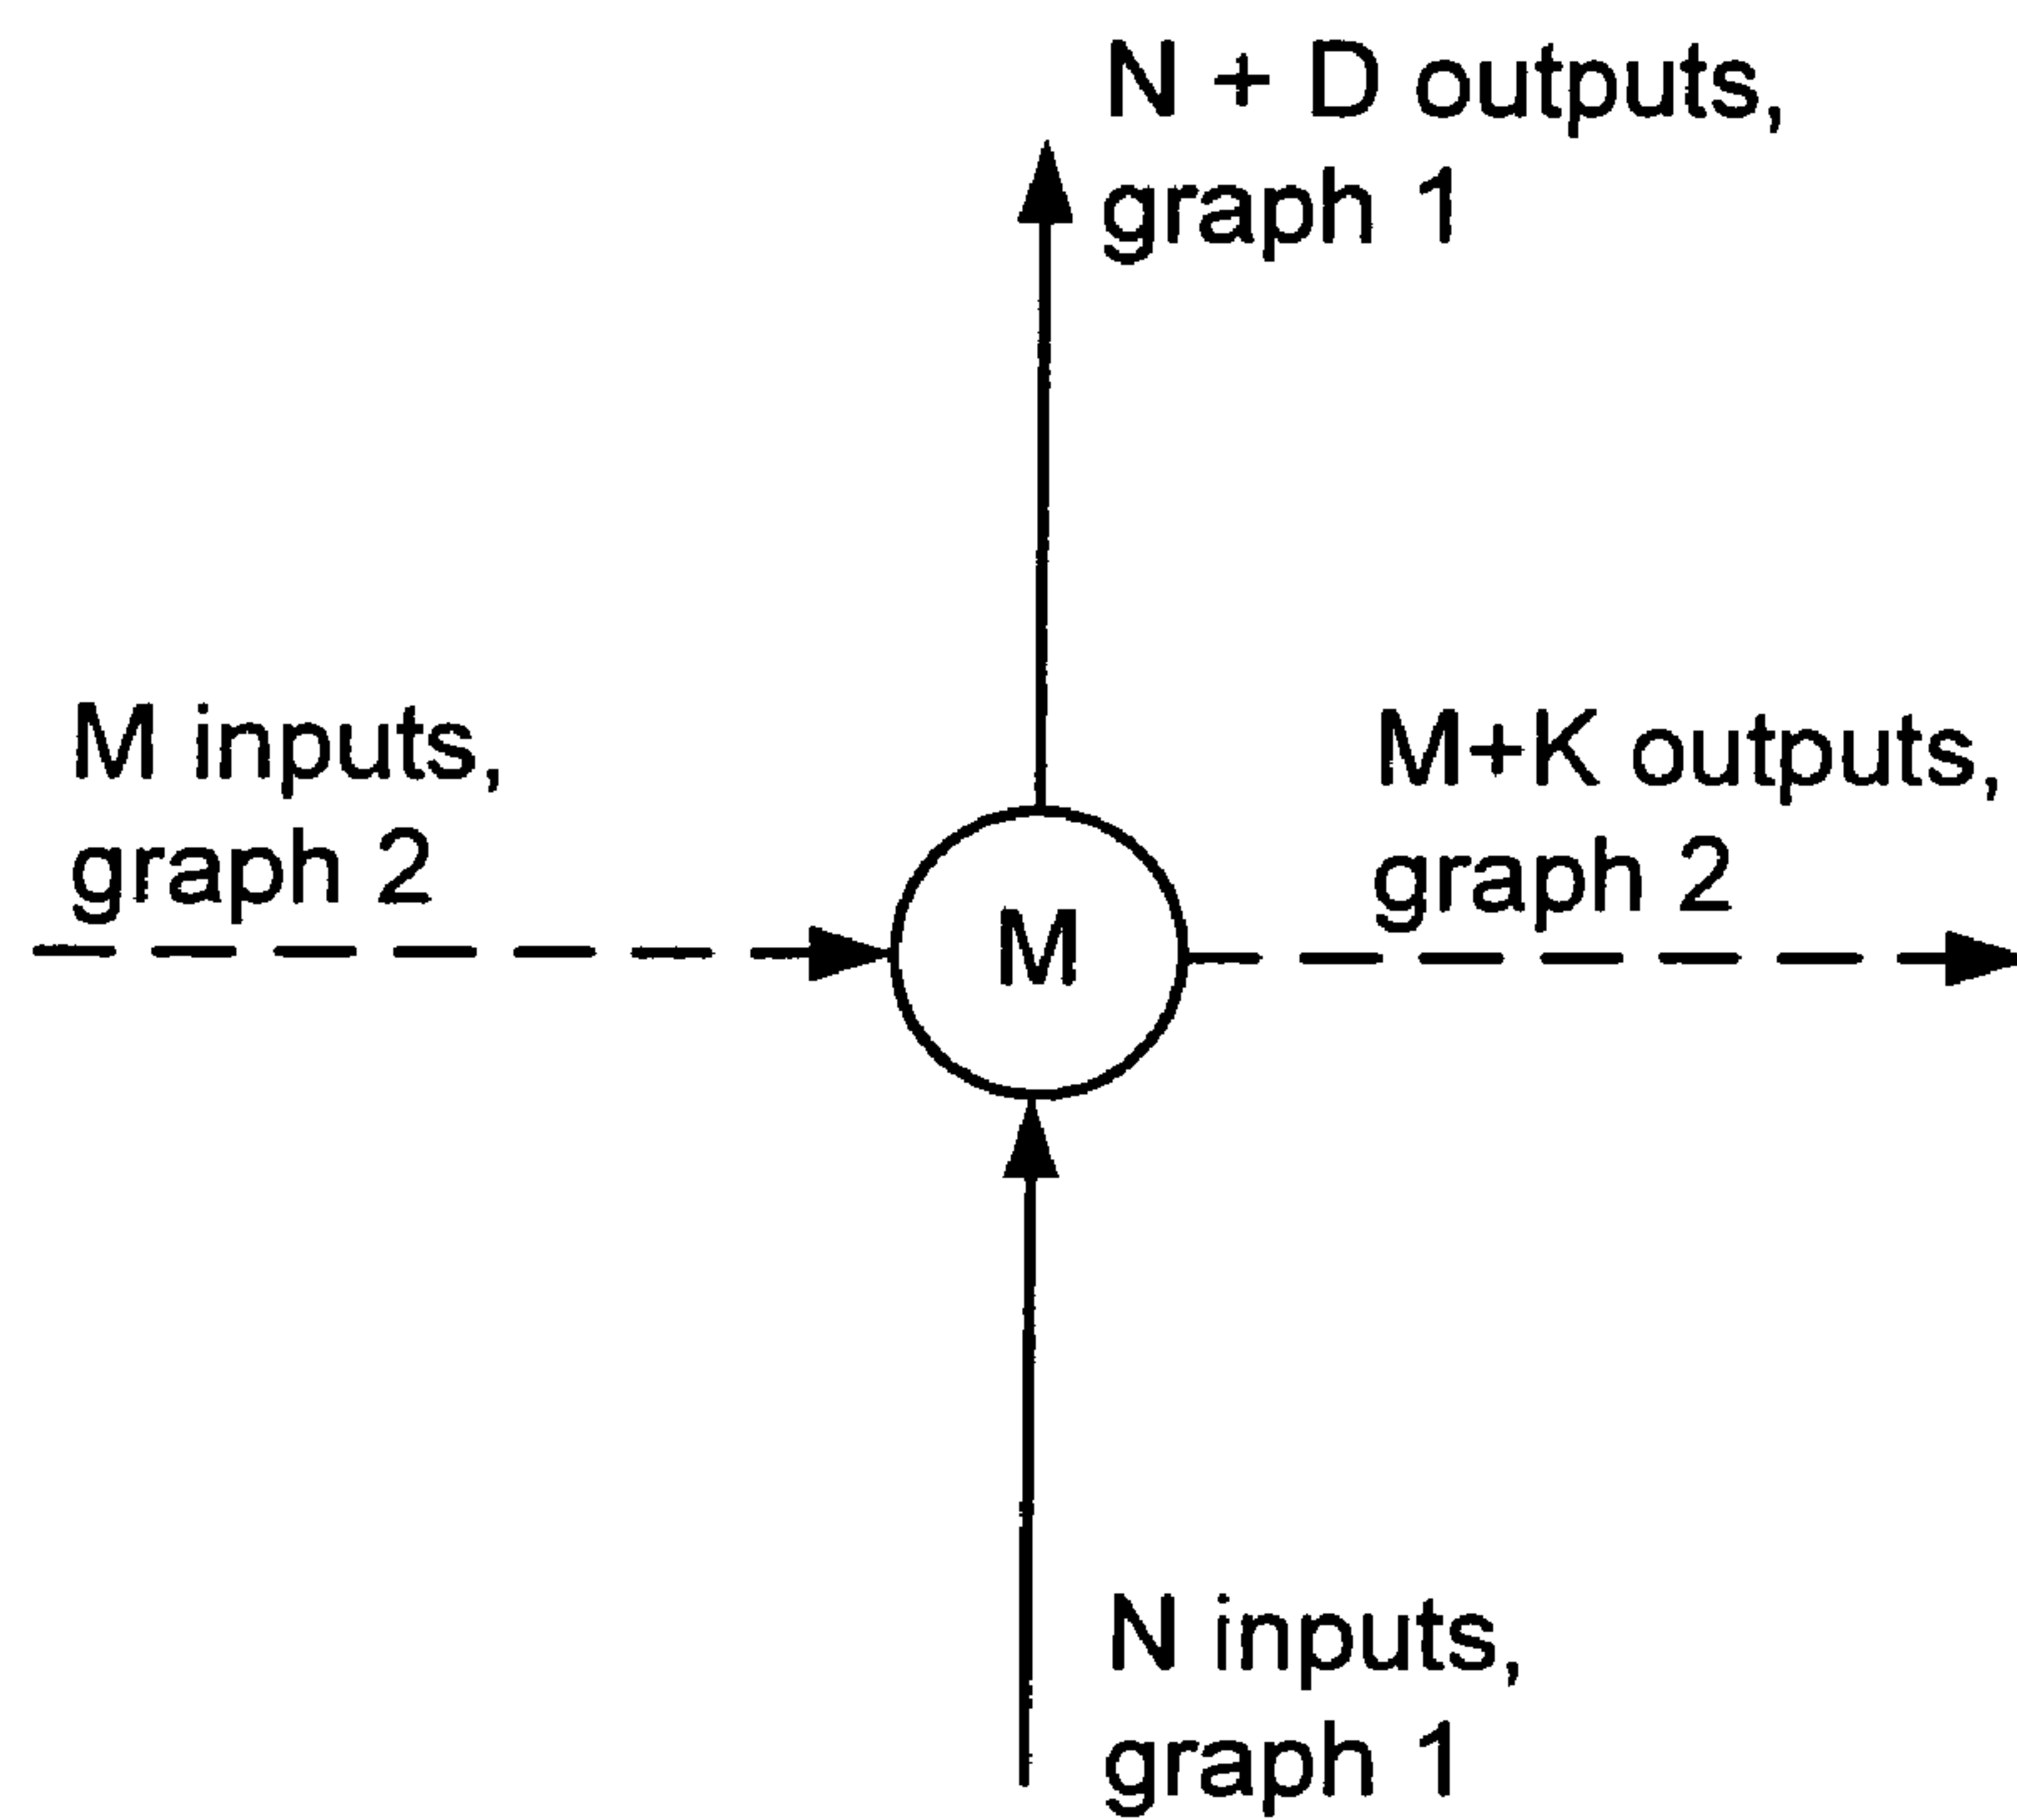 N + D outputs,
graph 1
M inputs,
graph 2
M+K outputs,
graph 2
M
N inputs,
graph 1